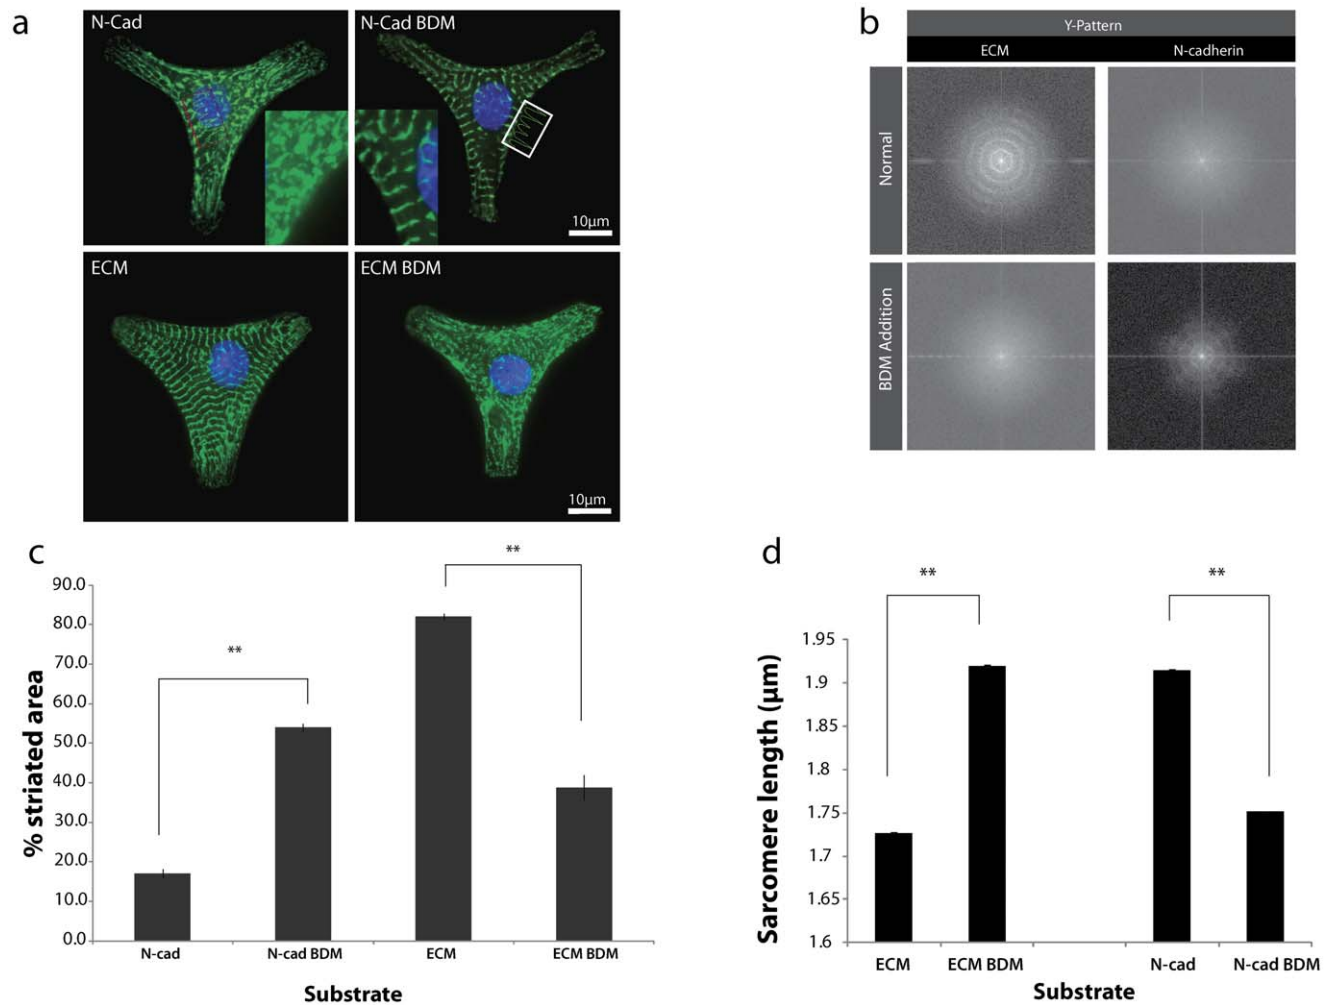 a
N-Cad
N-Cad BDM
10µm
ECM
ECM BDM
10µm
b
Y-Pattern
ECM
N-cadherin
Normal
BDM Addition
c
**
**
% striated area
90.0
80.0
70.0
60.0
50.0
40.0
30.0
20.0
10.0
0.0
N-cad
N-cad BDM
ECM
ECM BDM
Substrate
d
**
**
Sarcomere length (µm)
1.95
1.9
1.85
1.8
1.75
1.7
1.65
1.6
ECM
ECM BDM
N-cad
N-cad BDM
Substrate